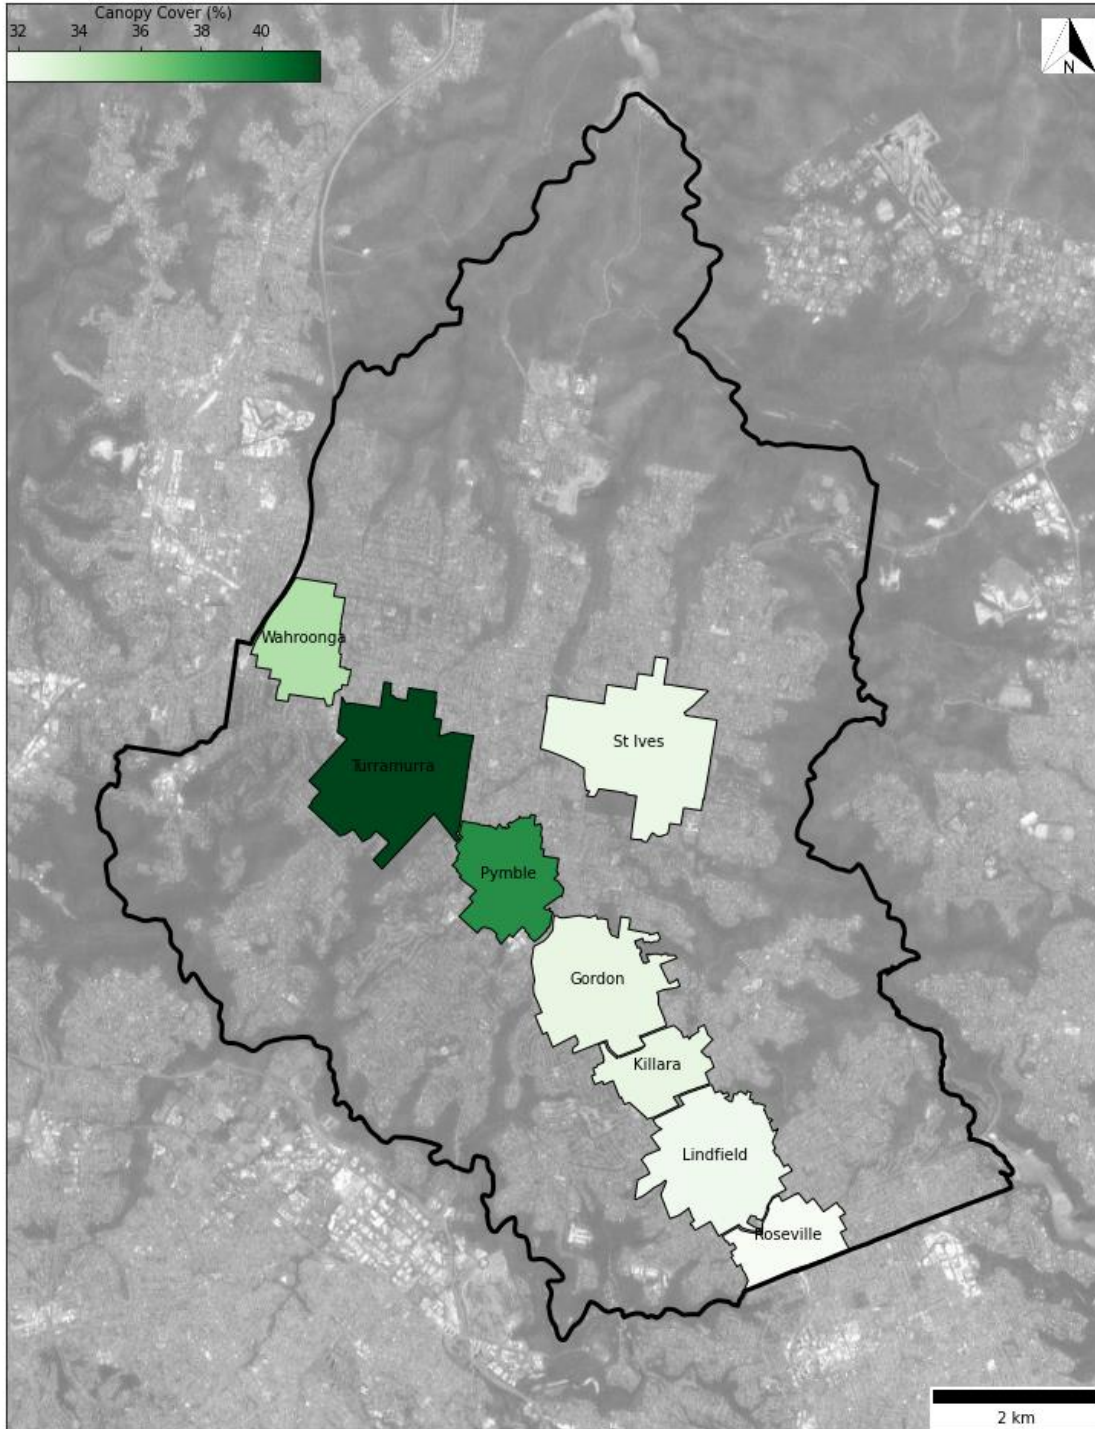 Canopy Cover (%)
32 34 36 38 40
N
Wahroonga
St Ives
Turramurra
Pymble
Gordon
Killara
Lindfield
Roseville
2 km